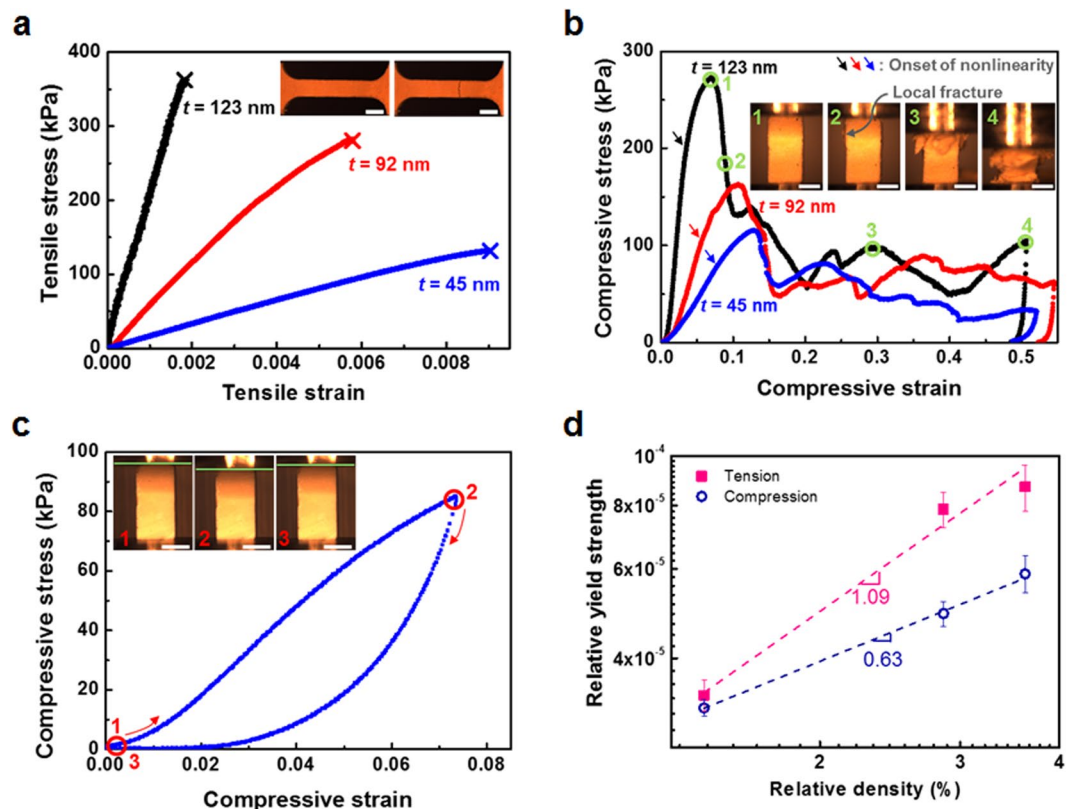 a
400
300
200
100
0
Tensile stress (kPa)
t = 123 nm
t = 92 nm
t = 45 nm
0.000 0.002 0.004 0.006 0.008
Tensile strain
b
300
200
100
0
Compressive stress (kPa)
t = 123 nm
: Onset of nonlinearity
Local fracture
1
2
1 2 3 4
t = 92 nm
3
4
t = 45 nm
0.0 0.1 0.2 0.3 0.4 0.5
Compressive strain
c
100
80
60
40
20
0
Compressive stress (kPa)
1 2 3
2
1
3
0.00 0.02 0.04 0.06 0.08
Compressive strain
d
10-4
8x10-5
6x10-5
4x10-5
Relative yield strength
Tension
Compression
1.09
0.63
2 3 4
Relative density (%)